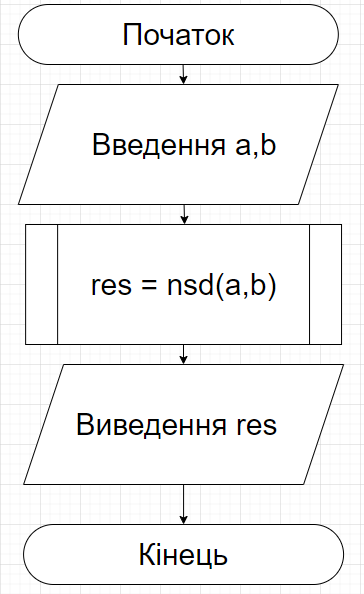 Початок
Введення a,b
res = nsd(a,b)
Виведення res
Кінець